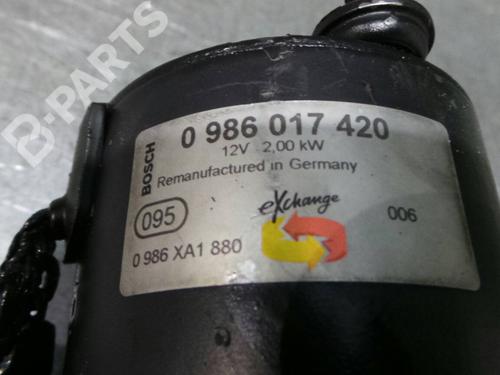 B-PARTS
BOSCH
0 986 017 420
12V 2,00 kW
Remanufactured in Germany
095
eXchange
006
0 986 XA1 880